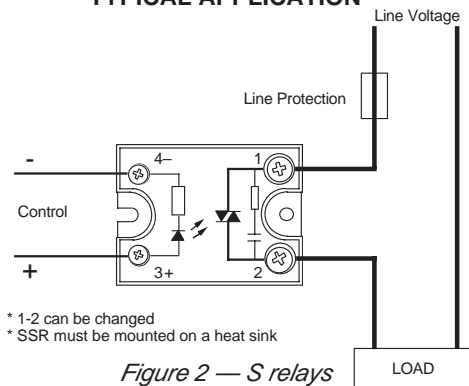 TYPICAL APPLICATION
Line Voltage
Line Protection
-
4–
1
Control
+
3+
2
* 1-2 can be changed
* SSR must be mounted on a heat sink
Figure 2 — S relays
LOAD